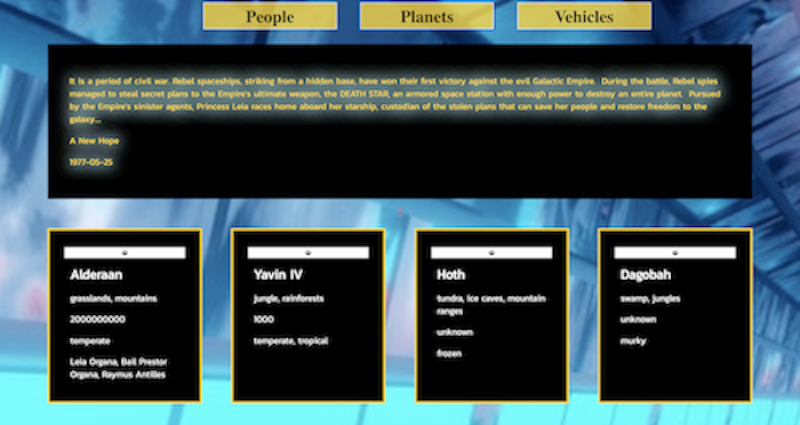 People
Planets
Vehicles
It is a period of civil war. Rebel spaceships, striking from a hidden base, have won their first victory against the evil Galactic Empire. During the battle, Rebel spies
managed to steal secret plans to the Empire's ultimate weapon, the DEATH STAR, an armored space station with enough power to destroy an entire planet. Pursued
by the Empire's sinister agents, Princess Leia races home aboard her starship, custodian of the stolen plans that can save her people and restore freedom to the
galaxy...
A New Hope
1977-05-25
Alderaan
grasslands, mountains
2000000000
temperate
Leia Organa, Bail Prestor
Organa, Raymus Antilles
Yavin IV
jungle, rainforests
1000
temperate, tropical
Hoth
tundra, ice caves, mountain
ranges
unknown
frozen
Dagobah
swamp, jungles
unknown
murky